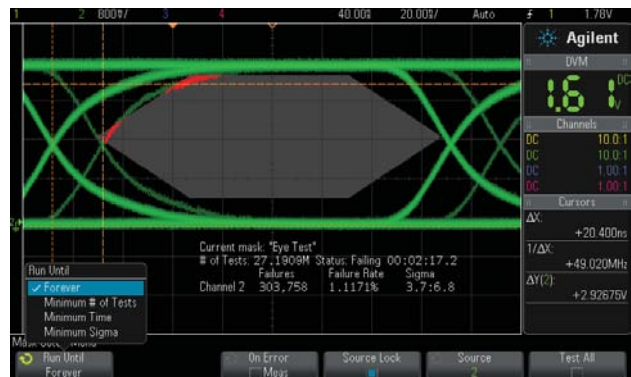 1 2 800▽/ 3 4 40.00▽ 20.00▽/ Auto 1 1.78V
Agilent
DVM
DC
1.61 V
Channels
DC 10.0:1
DC 10.0:1
DC 1.00:1
DC 1.00:1
Cursors
ΔX:
+20.400ns
1/ΔX:
+49.020MHz
ΔY(2):
+2.92675V
Current mask: "Eye Test"
# of Tests: 27.1909M Status: Failing 00:02:17.2
Failures Failure Rate Sigma
Channel 2 303,758 1.1171% 3.7:6.8
Run Until
Forever
Minimum # of Tests
Minimum Time
Minimum Sigma
Run Until
Forever
On Error
Meas
Source Lock
Source
2
Test All